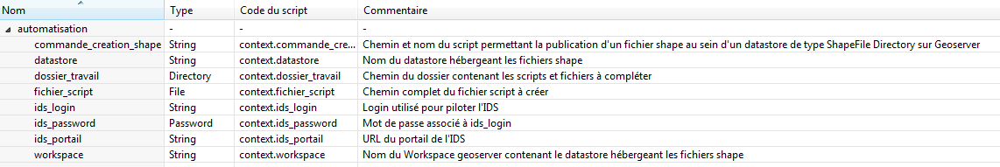 Nom Type Code du script Commentaire
automatisation - - -
commande_creation_shape String context.commande_cre... Chemin et nom du script permettant la publication d'un fichier shape au sein d'un datastore de type ShapeFile Directory sur Geoserver
datastore String context.datastore Nom du datastore hébergeant les fichiers shape
dossier_travail Directory context.dossier_travail Chemin du dossier contenant les scripts et fichiers à compléter
fichier_script File context.fichier_script Chemin complet du fichier script à créer
ids_login String context.ids_login Login utilisé pour piloter l'IDS
ids_password Password context.ids_password Mot de passe associé à ids_login
ids_portail String context.ids_portail URL du portail de l'IDS
workspace String context.workspace Nom du Workspace geoserver contenant le datastore hébergeant les fichiers shape